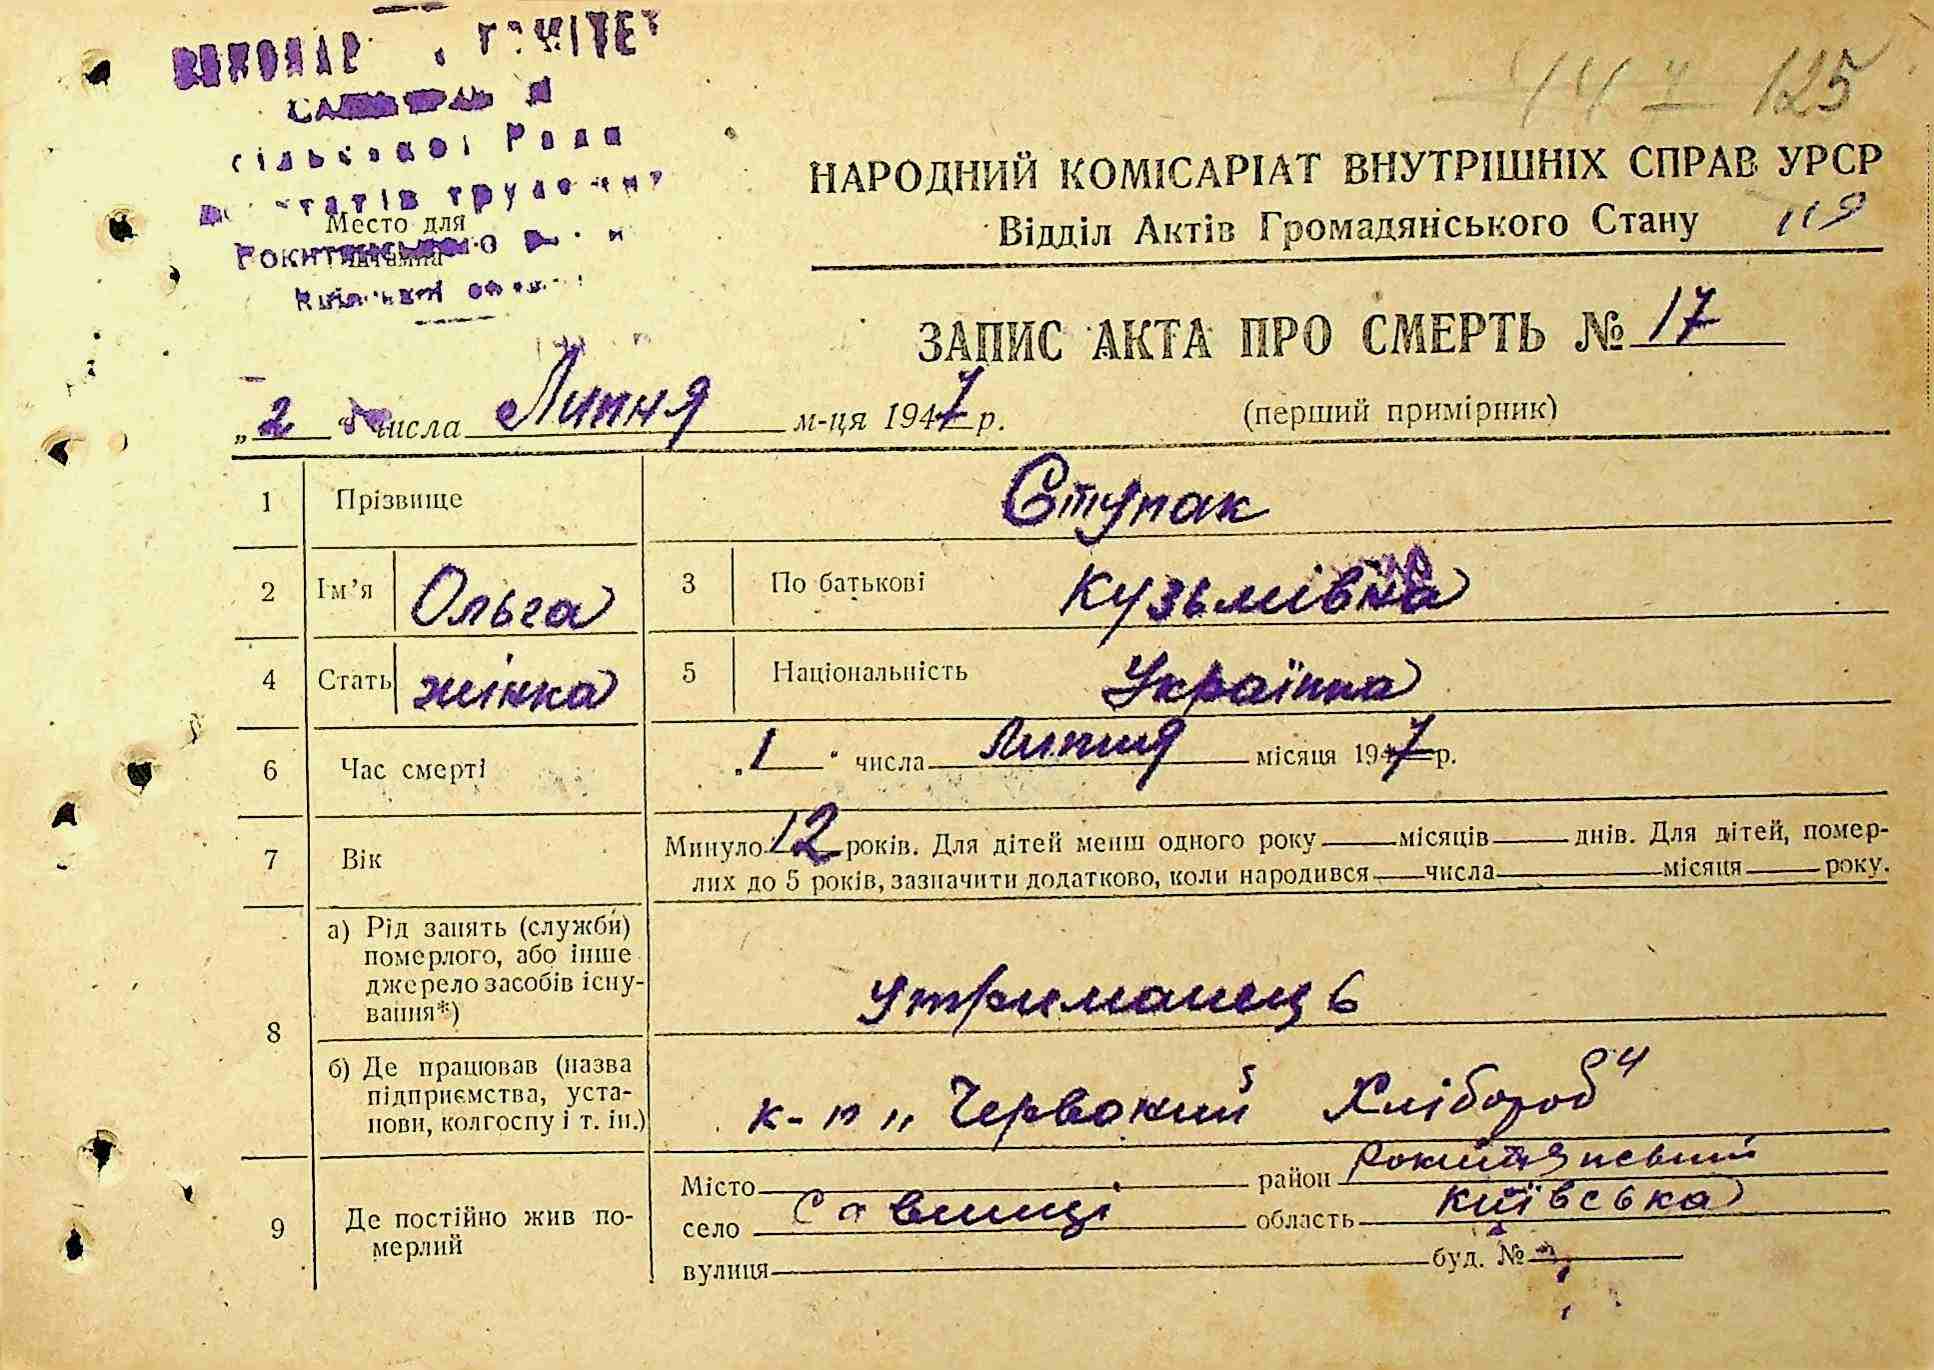 сільської Ради
Место для
Рокитнянського
Київської
147 125
НАРОДНИЙ КОМІСАРІАТ ВНУТРІШНІХ СПРАВ УРСР
Відділ Актів Громадянського Стану 119
ЗАПИС АКТА ПРО СМЕРТЬ № 17
„2 числа Липня м-ця 1947 р.
(перший примірник)
1 Прізвище Ступак
2 Ім’я Ольга 3 По батькові Кузьмівна
4 Стать жінка 5 Національність Українка
6 Час смерті „1“ числа Липня місяця 1947 р.
7 Вік Минуло 12 років. Для дітей менш одного року місяців днів. Для дітей, помер-
лих до 5 років, зазначити додатково, коли народився числа місяця року.
8
а) Рід занять (служби)
померлого, або інше
джерело засобів існу-
вання*)
утриманець
б) Де працював (назва
підприємства, уста-
нови, колгоспу і т. ін.)
к-п „Червоний Хлібороб“
9 Де постійно жив по-
мерлий
Місто район Рокитянський
село Савинці область Київська
вулиця буд. №